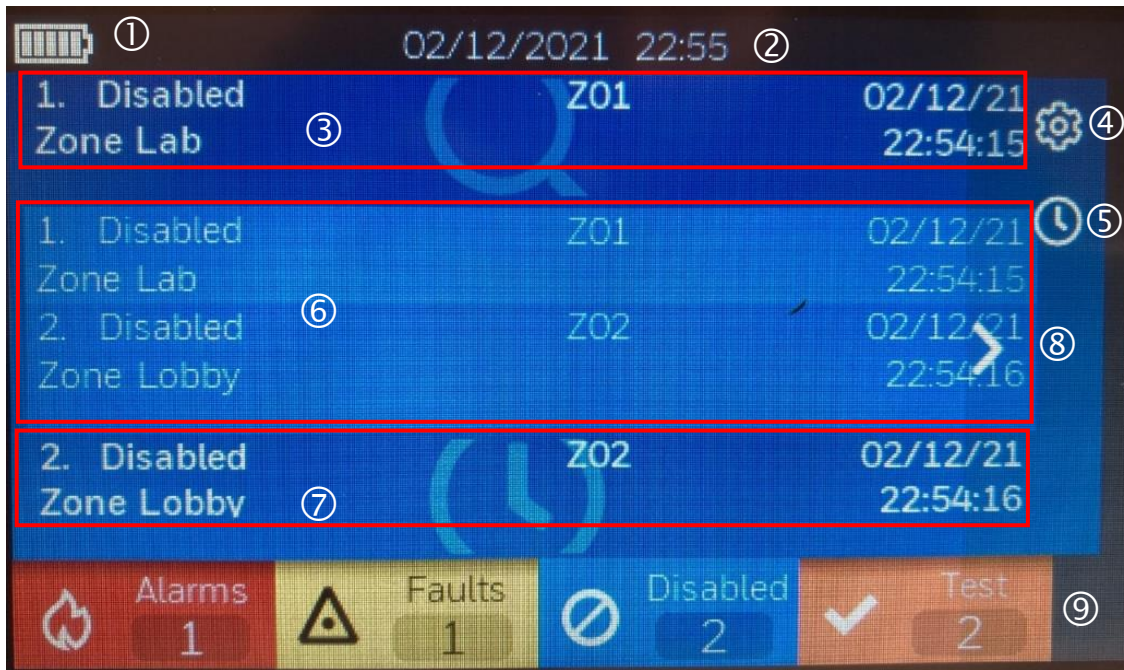 ① 02/12/2021 22:55 ②
1. Disabled Z01 02/12/21
Zone Lab ③ 22:54:15 ④
1. Disabled Z01 02/12/21 ⑤
Zone Lab 22:54:15
⑥
2. Disabled Z02 02/12/21 ⑧
Zone Lobby 22:54:16
2. Disabled Z02 02/12/21
Zone Lobby ⑦ 22:54:16
Alarms Faults Disabled Test
1 1 2 2 ⑨